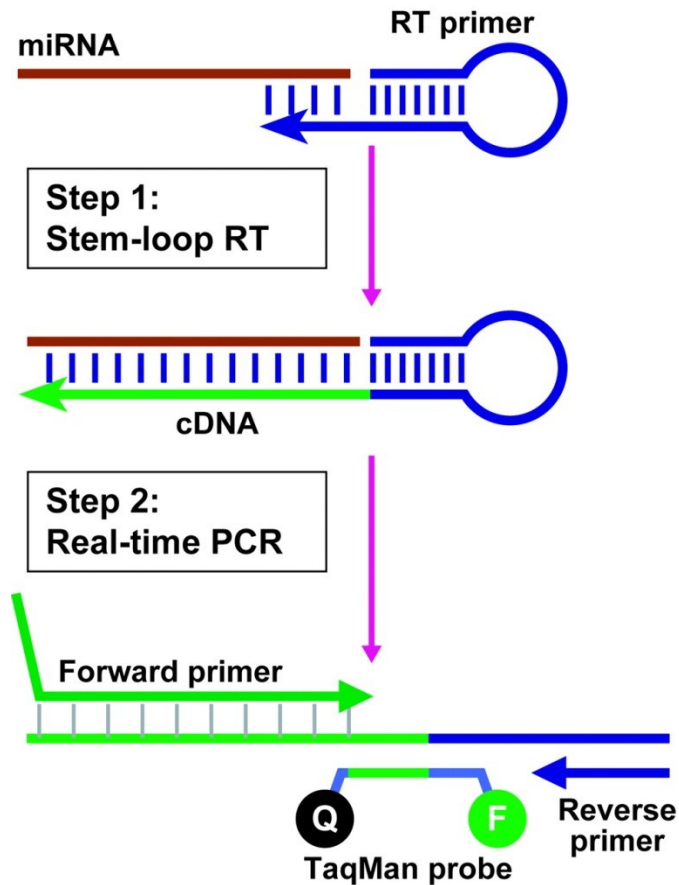 RT primer
miRNA
Step 1:
Stem-loop RT
cDNA
Step 2:
Real-time PCR
Forward primer
Q
F
Reverse
primer
TaqMan probe